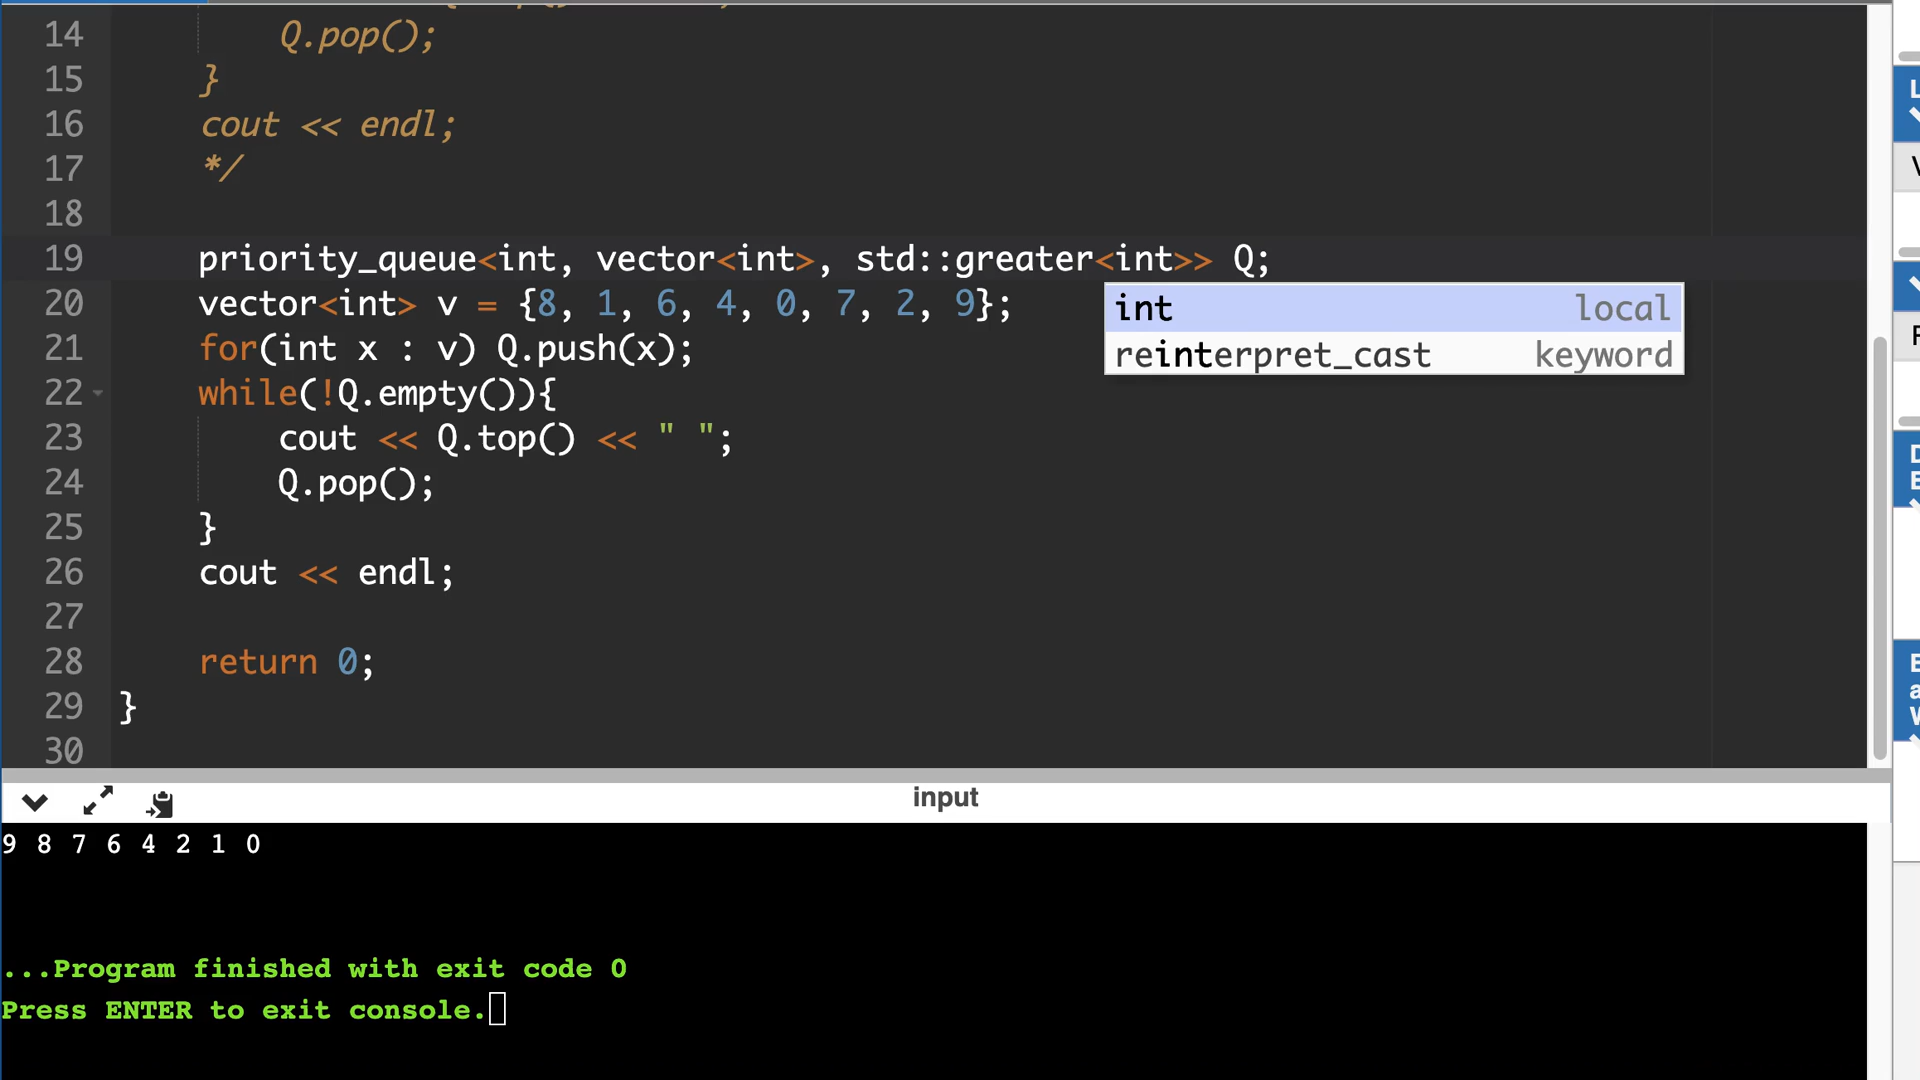 14 Q.pop();
15 }
16 cout << endl;
17 */
18
19 priority_queue<int, vector<int>, std::greater<int>> Q;
20 vector<int> v = {8, 1, 6, 4, 0, 7, 2, 9};
int local
21 for(int x : v) Q.push(x);
reinterpret_cast keyword
22 while(!Q.empty()){
23 cout << Q.top() << " ";
24 Q.pop();
25 }
26 cout << endl;
27
28 return 0;
29 }
30
input
9 8 7 6 4 2 1 0
...Program finished with exit code 0
Press ENTER to exit console.